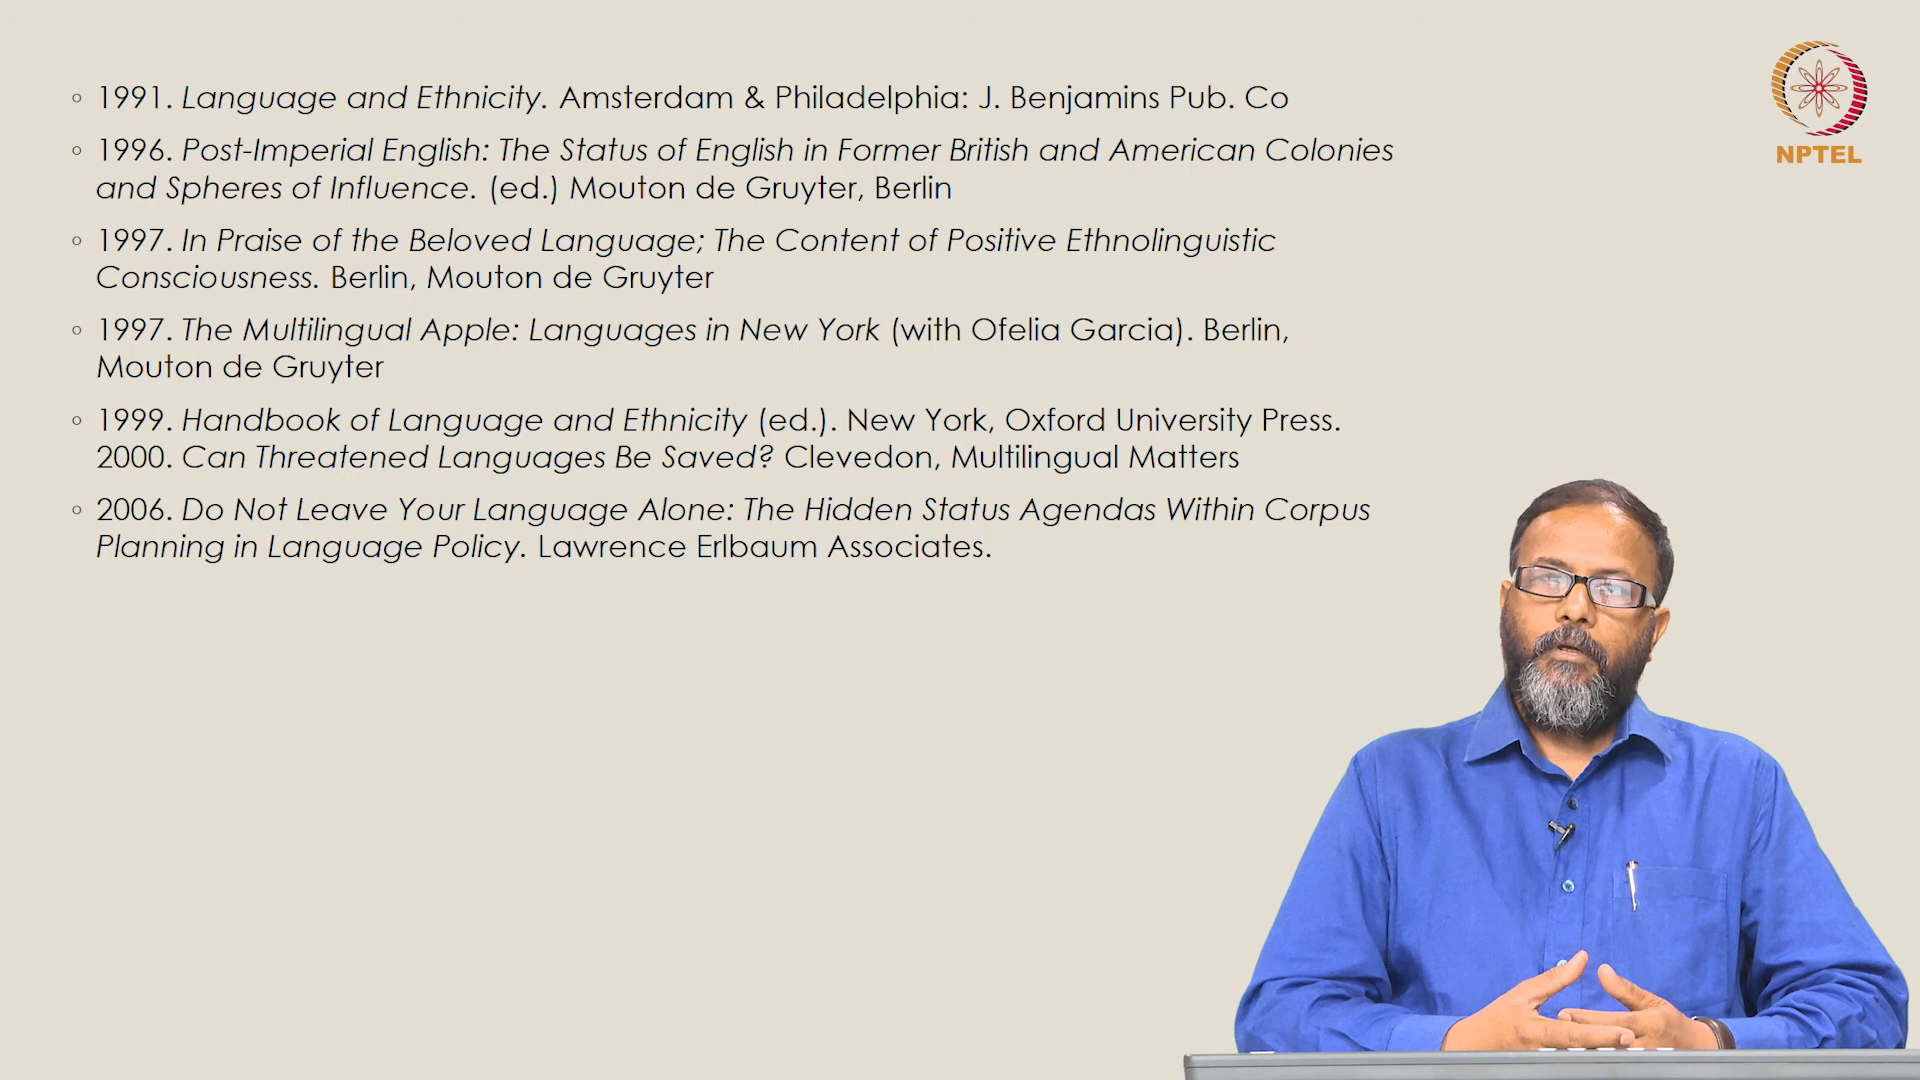 ◦ 1991. Language and Ethnicity. Amsterdam & Philadelphia: J. Benjamins Pub. Co
◦ 1996. Post-Imperial English: The Status of English in Former British and American Colonies
and Spheres of Influence. (ed.) Mouton de Gruyter, Berlin
◦ 1997. In Praise of the Beloved Language; The Content of Positive Ethnolinguistic
Consciousness. Berlin, Mouton de Gruyter
◦ 1997. The Multilingual Apple: Languages in New York (with Ofelia Garcia). Berlin,
Mouton de Gruyter
◦ 1999. Handbook of Language and Ethnicity (ed.). New York, Oxford University Press.
2000. Can Threatened Languages Be Saved? Clevedon, Multilingual Matters
◦ 2006. Do Not Leave Your Language Alone: The Hidden Status Agendas Within Corpus
Planning in Language Policy. Lawrence Erlbaum Associates.
NPTEL